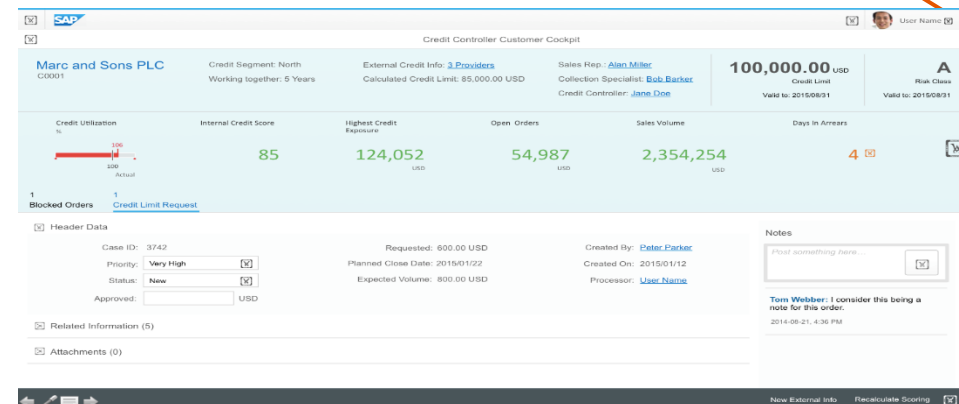 SAP
User Name
Credit Controller Customer Cockpit
Marc and Sons PLC
C0001
Credit Segment: North
Working together: 5 Years
External Credit Info: 3 Providers
Calculated Credit Limit: 85,000.00 USD
Sales Rep.: Alan Miller
Collection Specialist: Bob Barker
Credit Controller: Jane Doe
100,000.00 USD
Credit Limit
Valid to: 2015/08/31
A
Risk Class
Valid to: 2015/08/31
Credit Utilization
%
106
100
Actual
Internal Credit Score
85
Highest Credit
Exposure
124,052
USD
Open Orders
54,987
USD
Sales Volume
2,354,254
USD
Days In Arrears
4
1
Blocked Orders
1
Credit Limit Request
Header Data
Case ID: 3742
Priority: Very High
Status: New
Approved: USD
Requested: 600.00 USD
Planned Close Date: 2015/01/22
Expected Volume: 800.00 USD
Created By: Peter Parker
Created On: 2015/01/12
Processor: User Name
Related Information (5)
Attachments (0)
Notes
Post something here...
Tom Webber: I consider this being a
note for this order.
2014-08-21, 4:36 PM
New External Info Recalculate Scoring